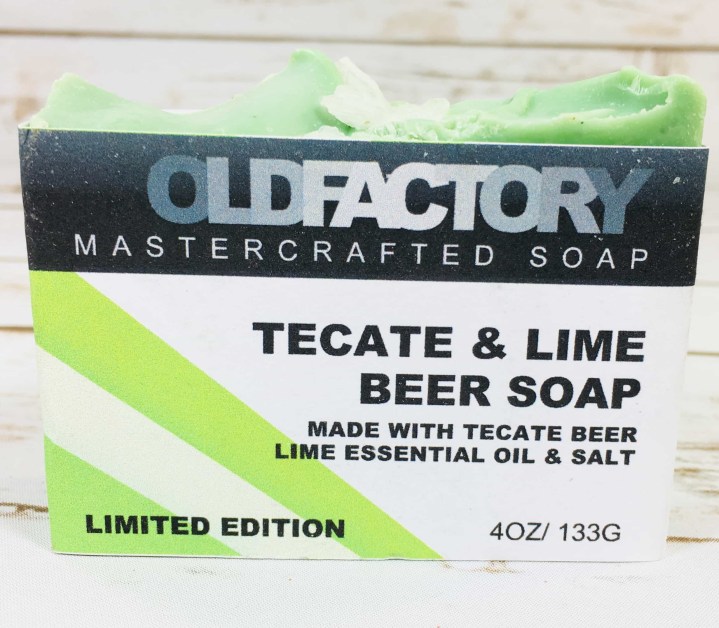 OLDFACTORY
MASTERCRAFTED SOAP
TECATE & LIME
BEER SOAP
MADE WITH TECATE BEER
LIME ESSENTIAL OIL & SALT
LIMITED EDITION
4OZ/ 133G